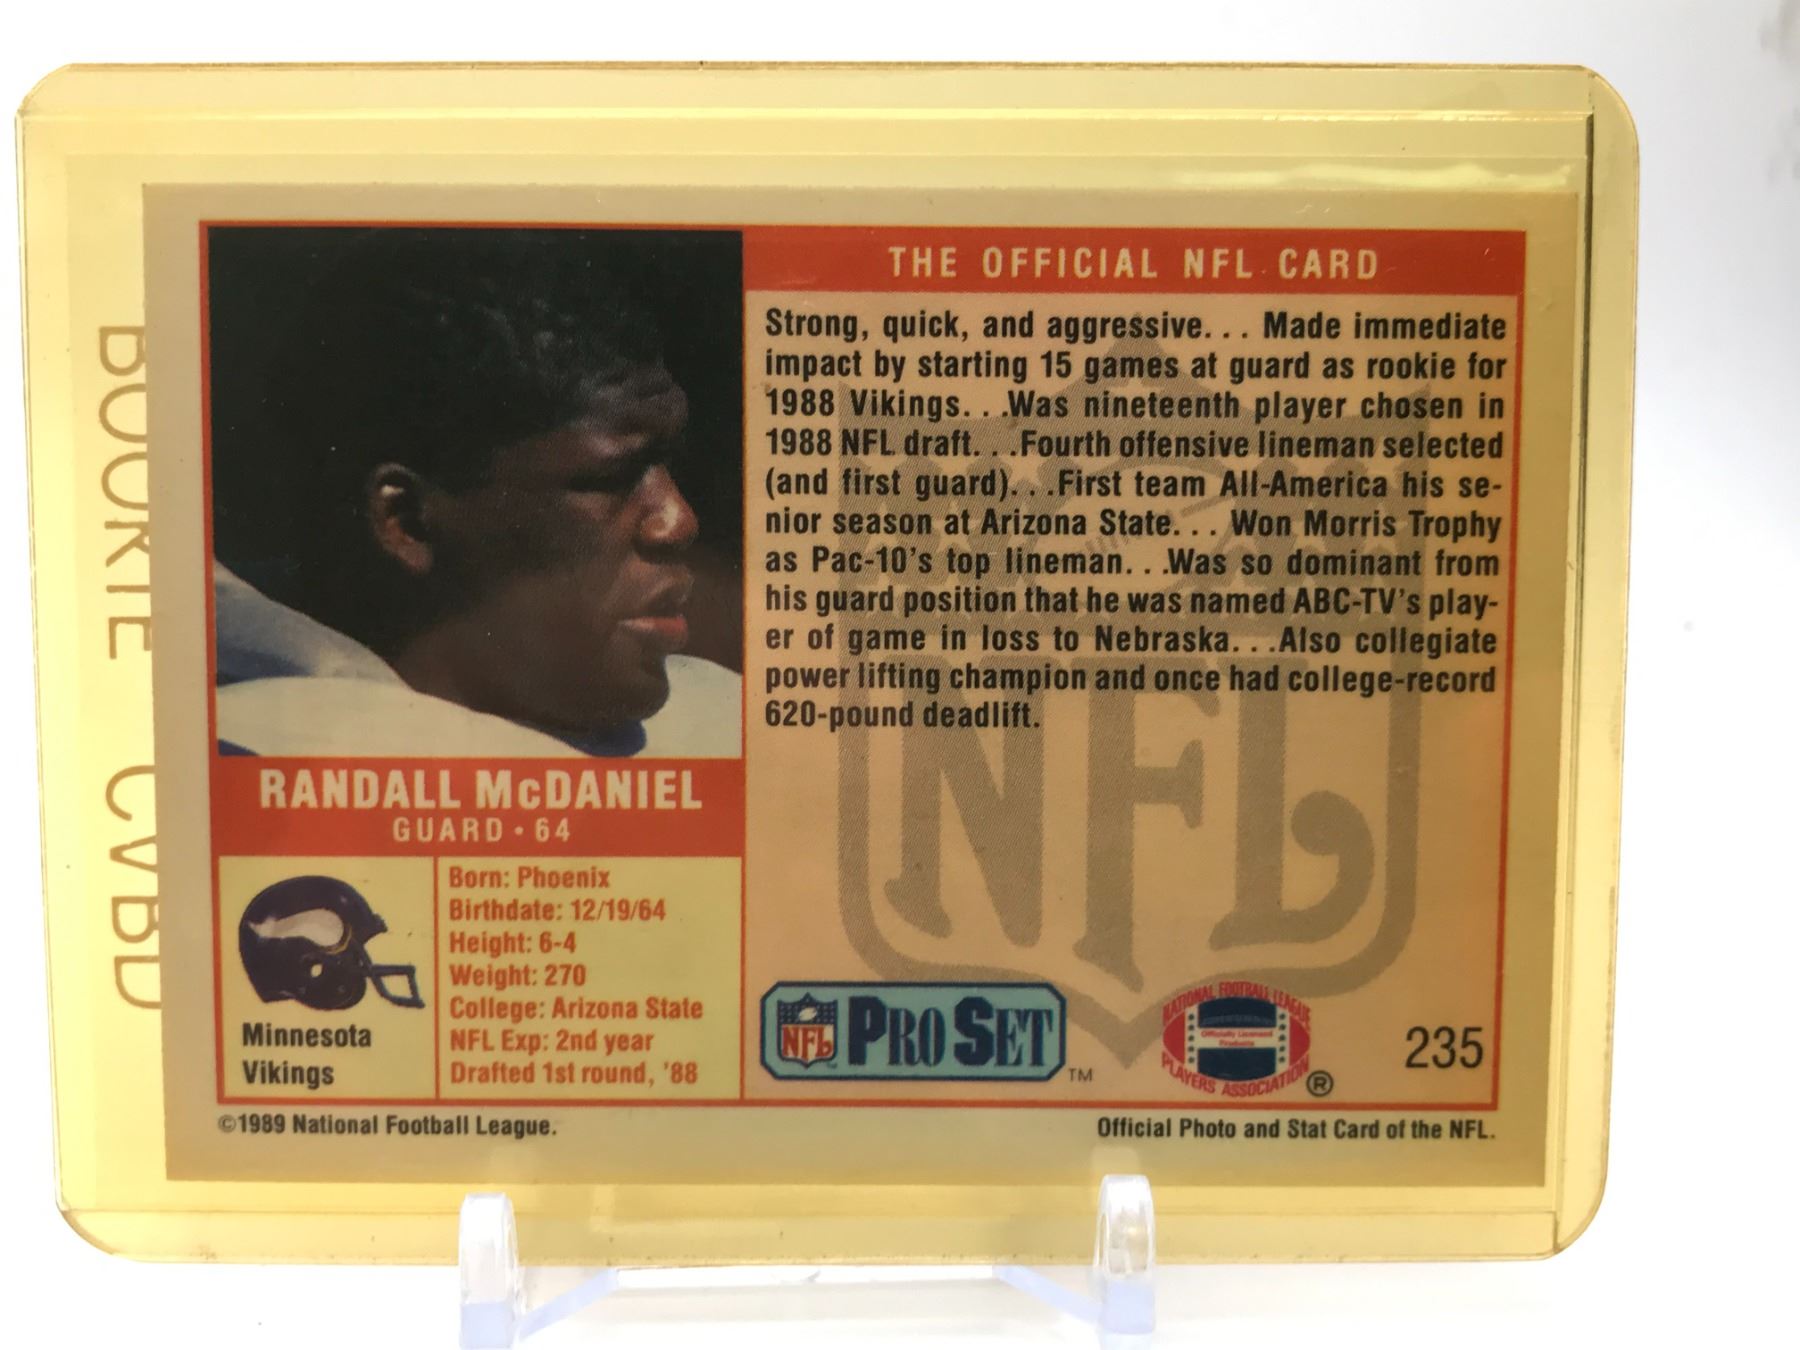 ROOKIE CARD
THE OFFICIAL NFL CARD
Strong, quick, and aggressive. . . Made immediate
impact by starting 15 games at guard as rookie for
1988 Vikings. . .Was nineteenth player chosen in
1988 NFL draft. . .Fourth offensive lineman selected
(and first guard). . .First team All-America his se-
nior season at Arizona State. . . Won Morris Trophy
as Pac-10's top lineman. . .Was so dominant from
his guard position that he was named ABC-TV's play-
er of game in loss to Nebraska. . .Also collegiate
power lifting champion and once had college-record
620-pound deadlift.
RANDALL McDANIEL
GUARD • 64
Minnesota
Vikings
Born: Phoenix
Birthdate: 12/19/64
Height: 6-4
Weight: 270
College: Arizona State
NFL Exp: 2nd year
Drafted 1st round, '88
NFL
NFL PRO SET ™
NATIONAL FOOTBALL LEAGUE
Officially Licensed
Products
PLAYERS ASSOCIATION ®
235
©1989 National Football League.
Official Photo and Stat Card of the NFL.